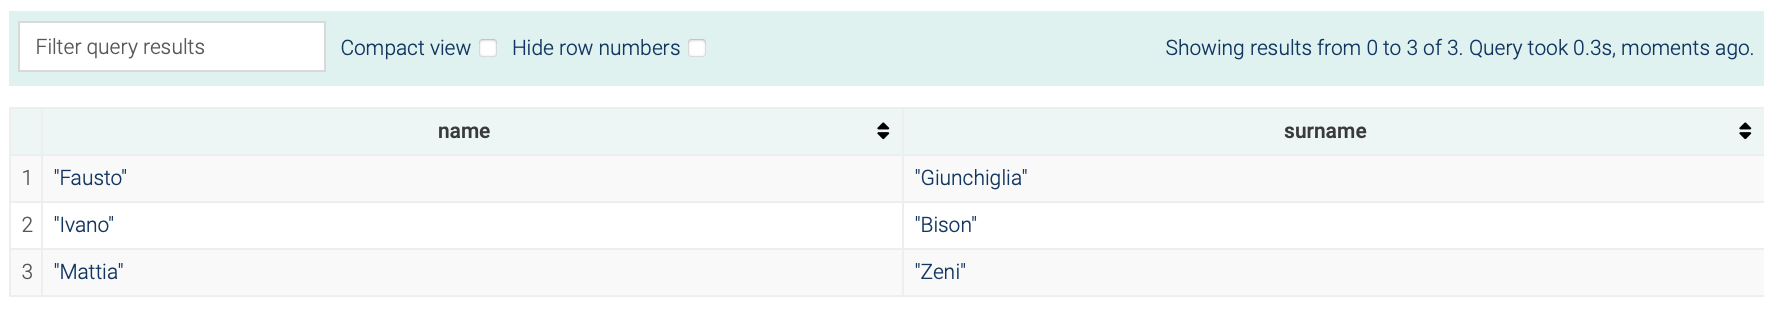 Filter query results Compact view Hide row numbers Showing results from 0 to 3 of 3. Query took 0.3s, moments ago.
name surname
1 "Fausto" "Giunchiglia"
2 "Ivano" "Bison"
3 "Mattia" "Zeni"